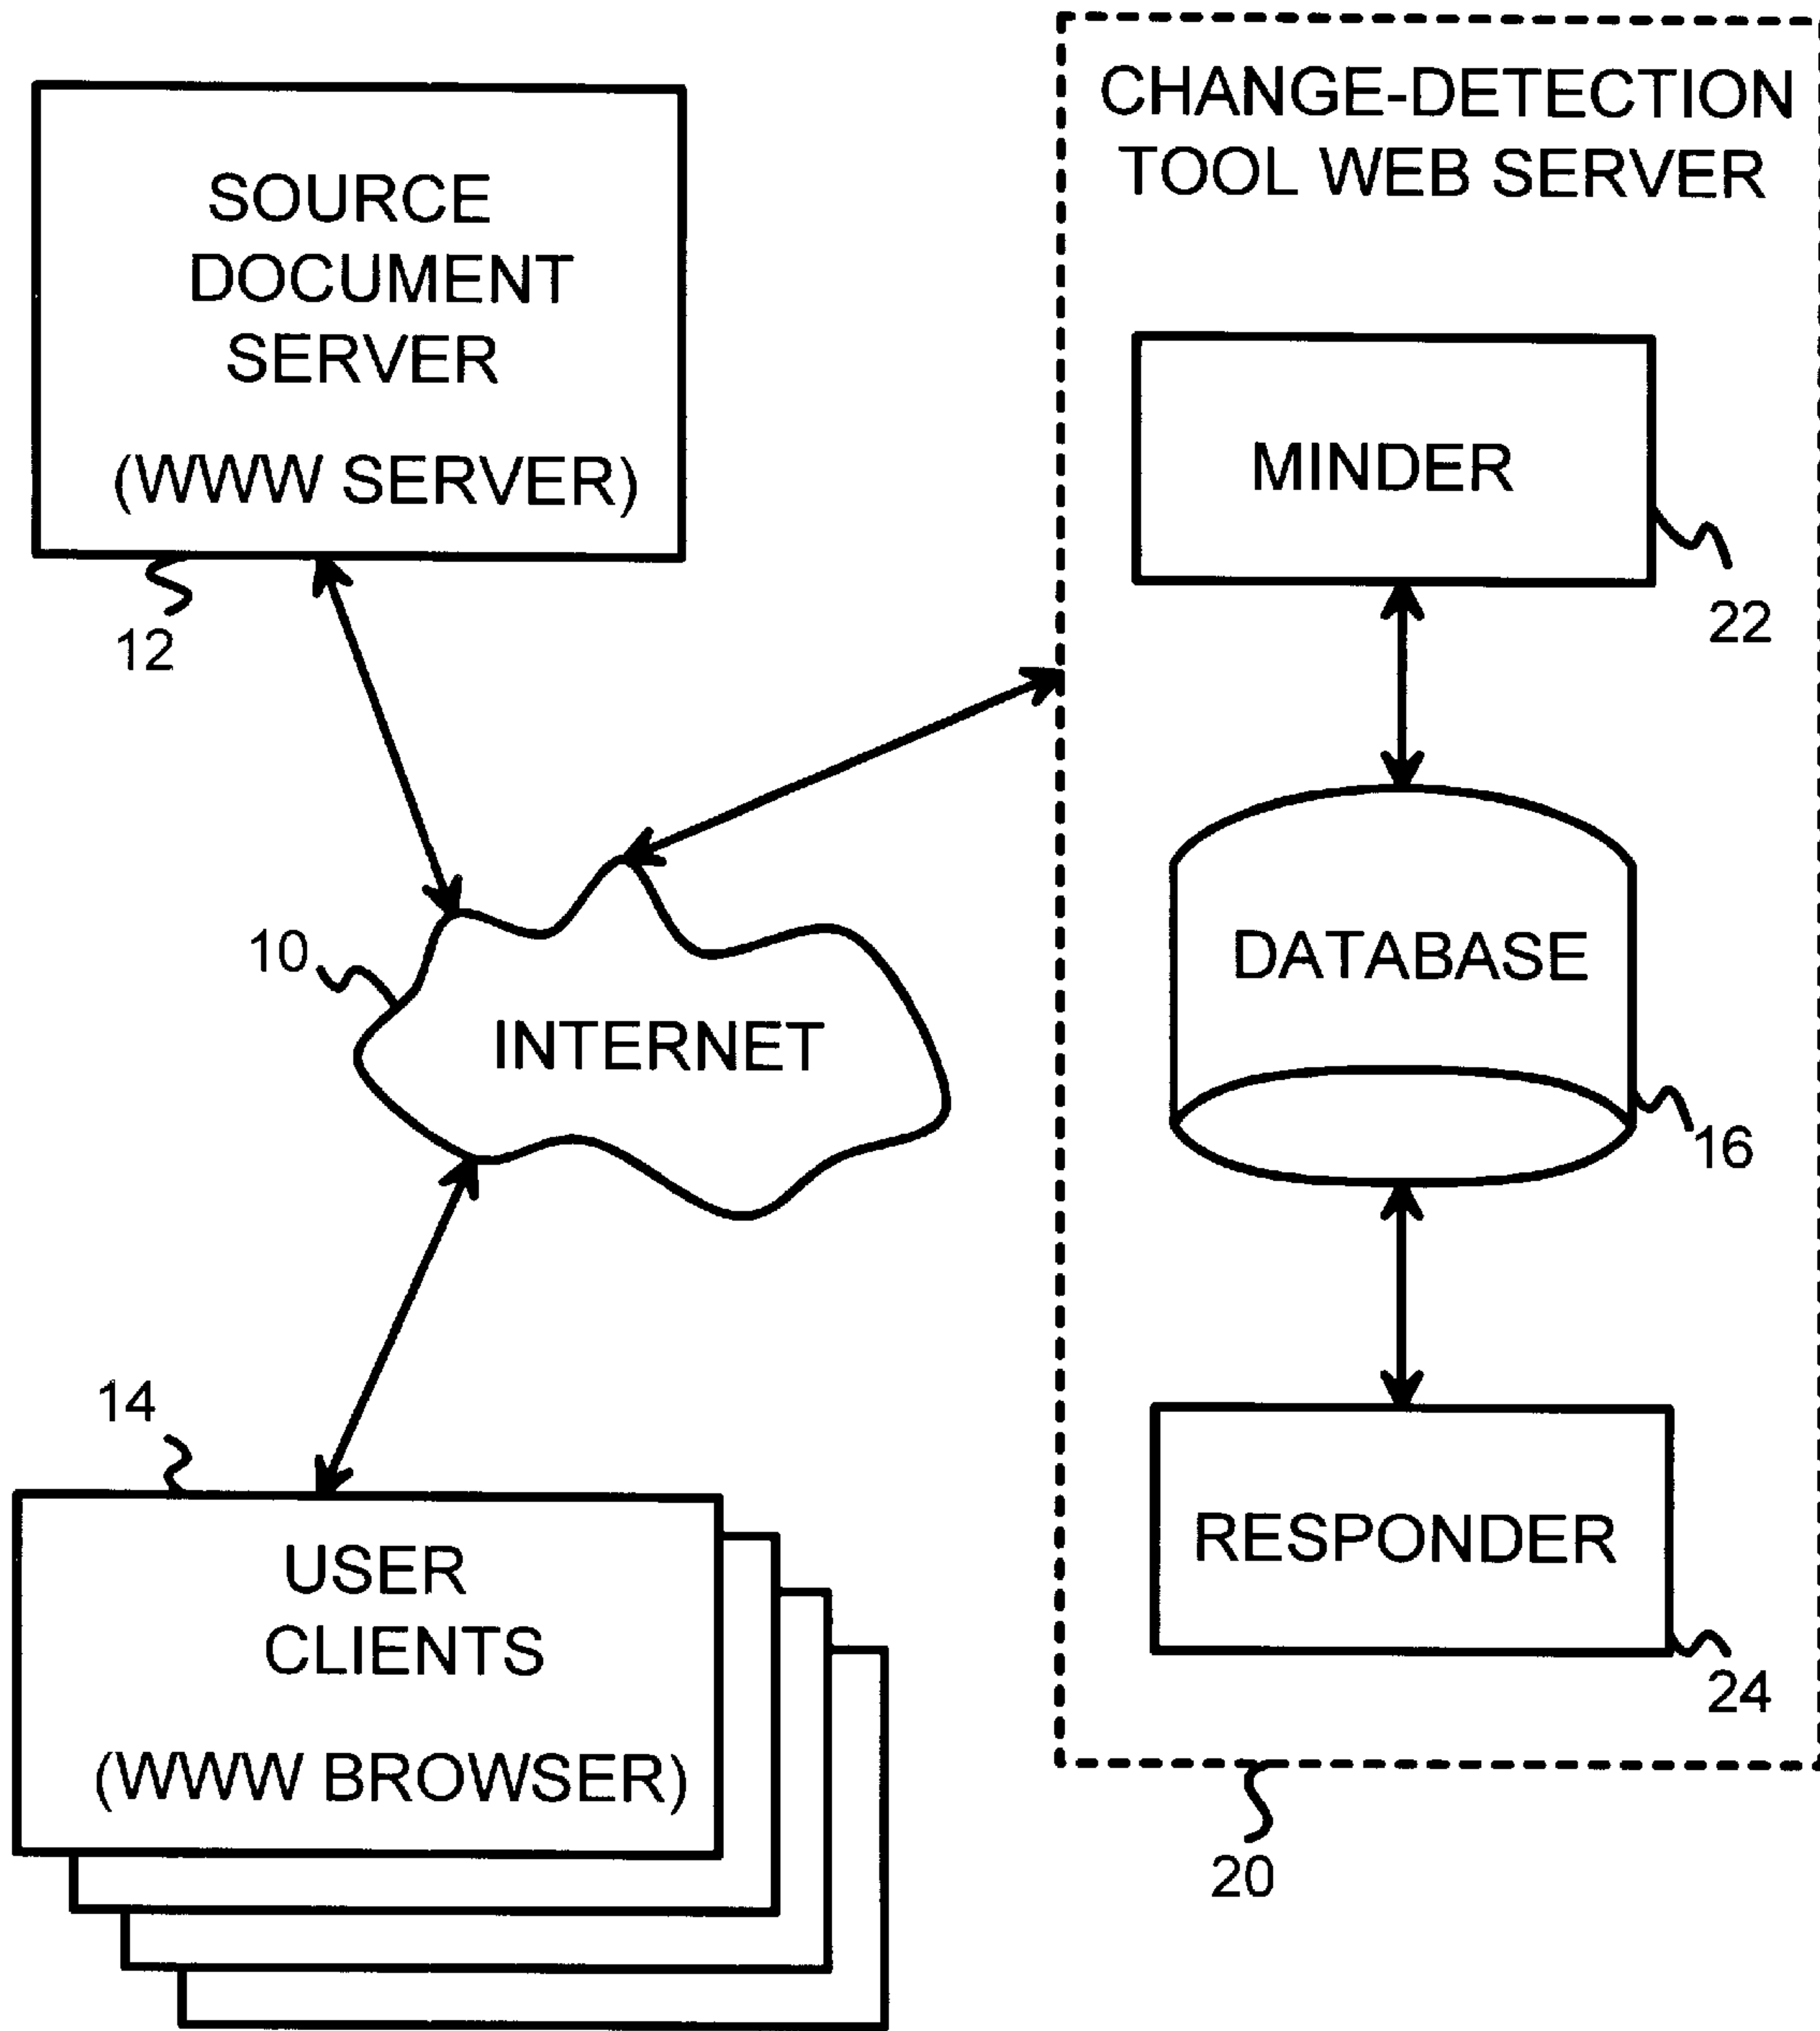 SOURCE
DOCUMENT
SERVER
(WWW SERVER)
12
CHANGE-DETECTION
TOOL WEB SERVER
MINDER
22
10
INTERNET
DATABASE
16
14
USER
CLIENTS
(WWW BROWSER)
RESPONDER
24
20